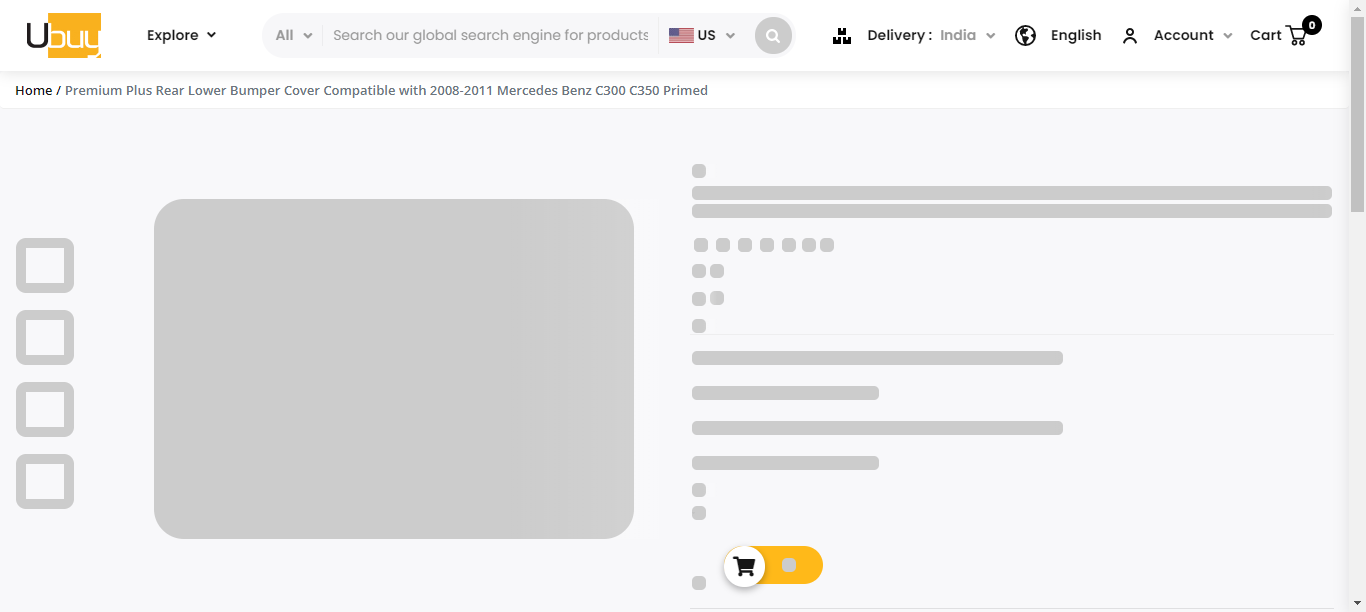 Ubuy
Explore
All
Search our global search engine for products
US
Delivery : India
English
Account
Cart
0
Home / Premium Plus Rear Lower Bumper Cover Compatible with 2008-2011 Mercedes Benz C300 C350 Primed